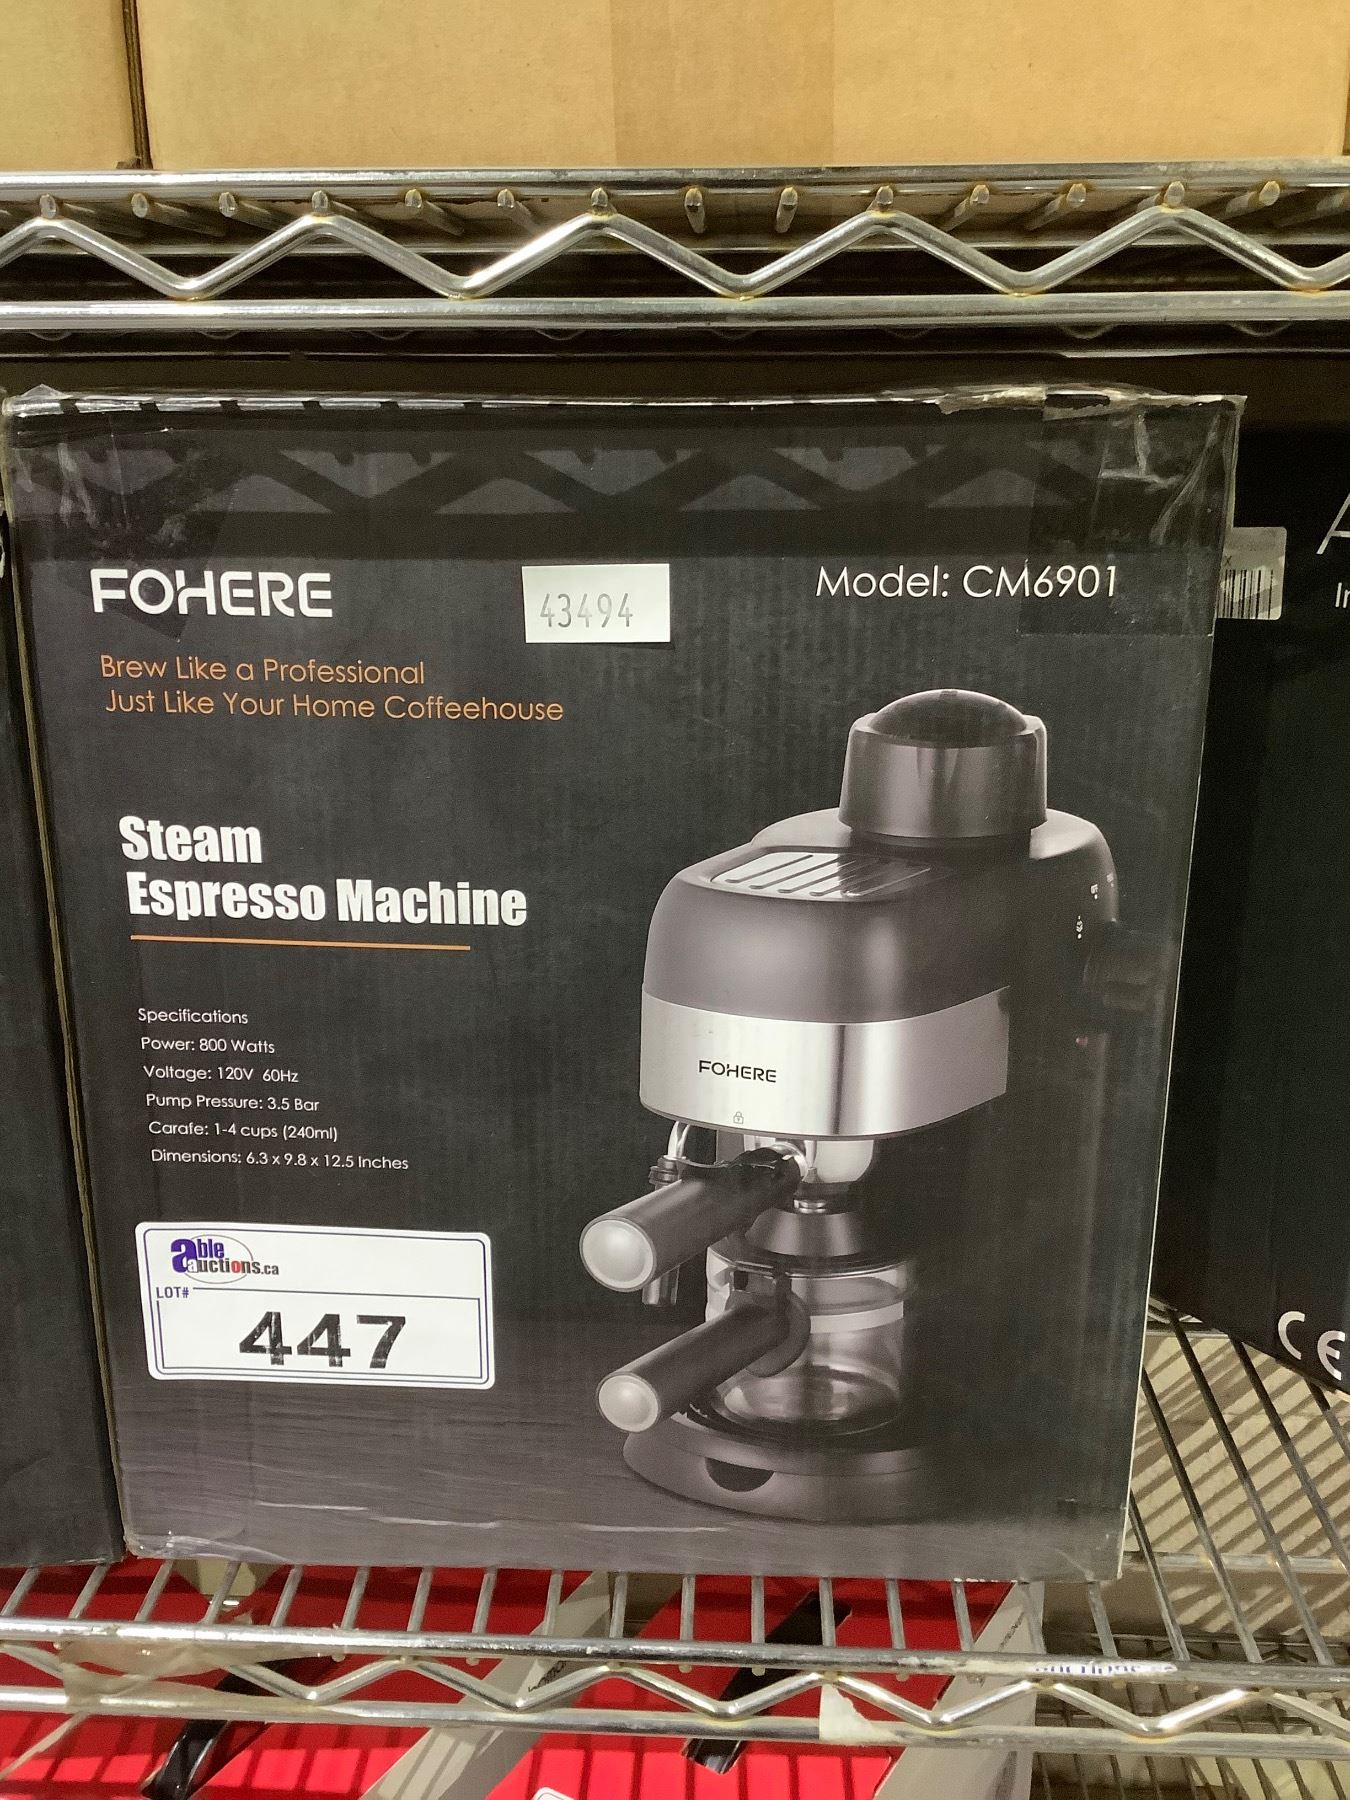 FOHERE
43494
Model: CM6901
Brew Like a Professional
Just Like Your Home Coffeehouse
Steam
Espresso Machine
Specifications
Power: 800 Watts
Voltage: 120V 60Hz
Pump Pressure: 3.5 Bar
Carafe: 1-4 cups (240ml)
Dimensions: 6.3 x 9.8 x 12.5 Inches
FOHERE
able
auctions.ca
LOT#
447
CE